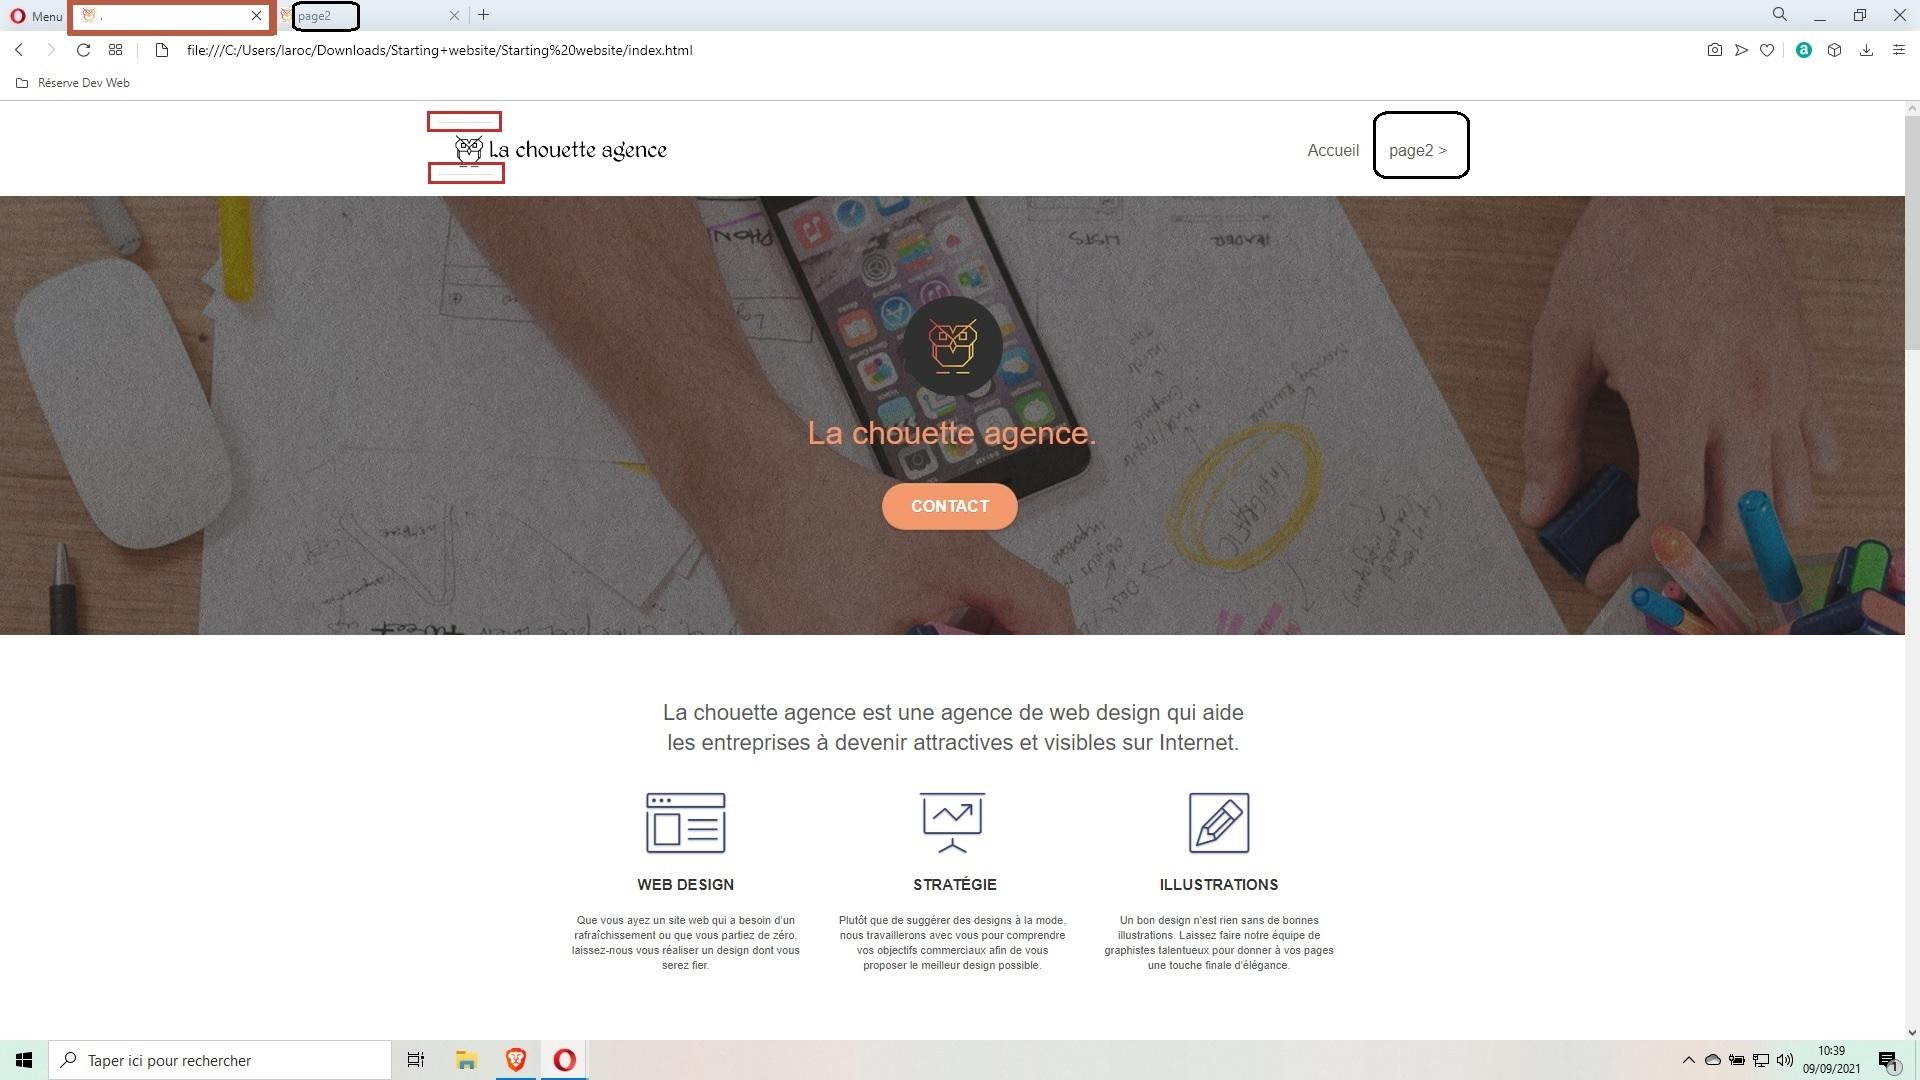 Menu
.
page2
file:///C:/Users/laroc/Downloads/Starting+website/Starting%20website/index.html
a
Réserve Dev Web
La chouette agence
Accueil
page2 >
La chouette agence.
CONTACT
La chouette agence est une agence de web design qui aide
les entreprises à devenir attractives et visibles sur Internet.
WEB DESIGN
Que vous ayez un site web qui a besoin d'un
rafraîchissement ou que vous partiez de zéro,
laissez-nous vous réaliser un design dont vous
serez fier.
STRATÉGIE
Plutôt que de suggérer des designs à la mode,
nous travaillerons avec vous pour comprendre
vos objectifs commerciaux afin de vous
proposer le meilleur design possible.
ILLUSTRATIONS
Un bon design n'est rien sans de bonnes
illustrations. Laissez faire notre équipe de
graphistes talentueux pour donner à vos pages
une touche finale d'élégance.
Taper ici pour rechercher
10:39
09/09/2021
1